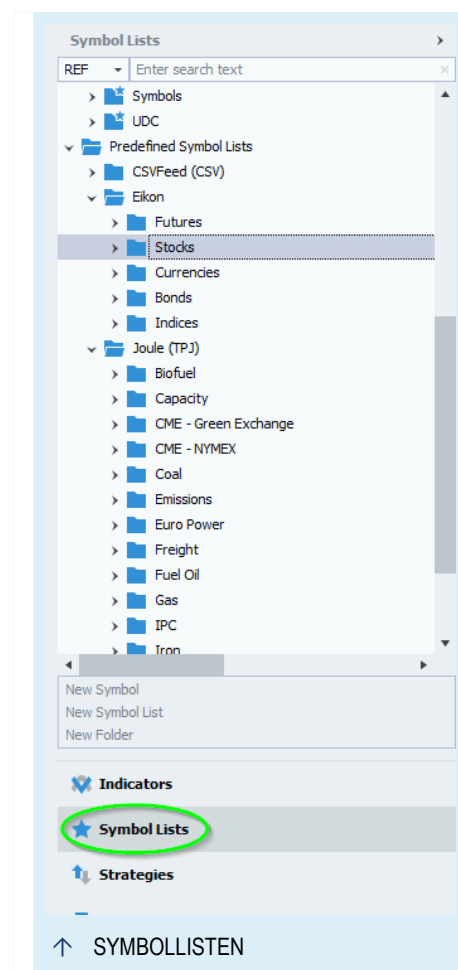 Symbol Lists
REF Enter search text
Symbols
UDC
Predefined Symbol Lists
CSVFeed (CSV)
Eikon
Futures
Stocks
Currencies
Bonds
Indices
Joule (TPJ)
Biofuel
Capacity
CME - Green Exchange
CME - NYMEX
Coal
Emissions
Euro Power
Freight
Fuel Oil
Gas
IPC
Iron
New Symbol
New Symbol List
New Folder
Indicators
Symbol Lists
Strategies
SYMBOLLISTEN